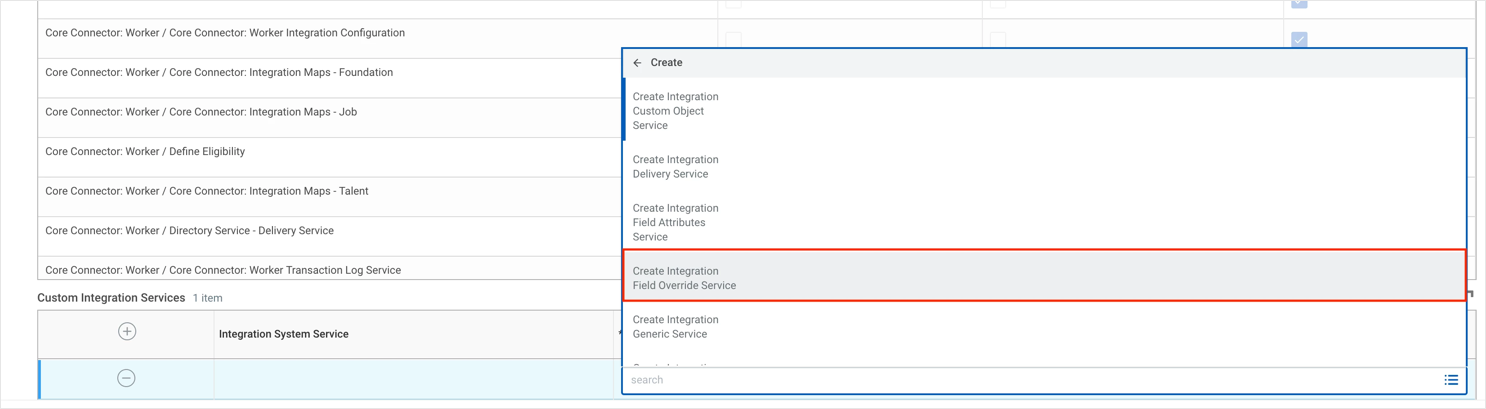 Core Connector: Worker / Core Connector: Worker Integration Configuration
Core Connector: Worker / Core Connector: Integration Maps - Foundation
Core Connector: Worker / Core Connector: Integration Maps - Job
Core Connector: Worker / Define Eligibility
Core Connector: Worker / Core Connector: Integration Maps - Talent
Core Connector: Worker / Directory Service - Delivery Service
Core Connector: Worker / Core Connector: Worker Transaction Log Service
Custom Integration Services 1 item
Integration System Service
*
Create
Create Integration
Custom Object
Service
Create Integration
Delivery Service
Create Integration
Field Attributes
Service
Create Integration
Field Override Service
Create Integration
Generic Service
search